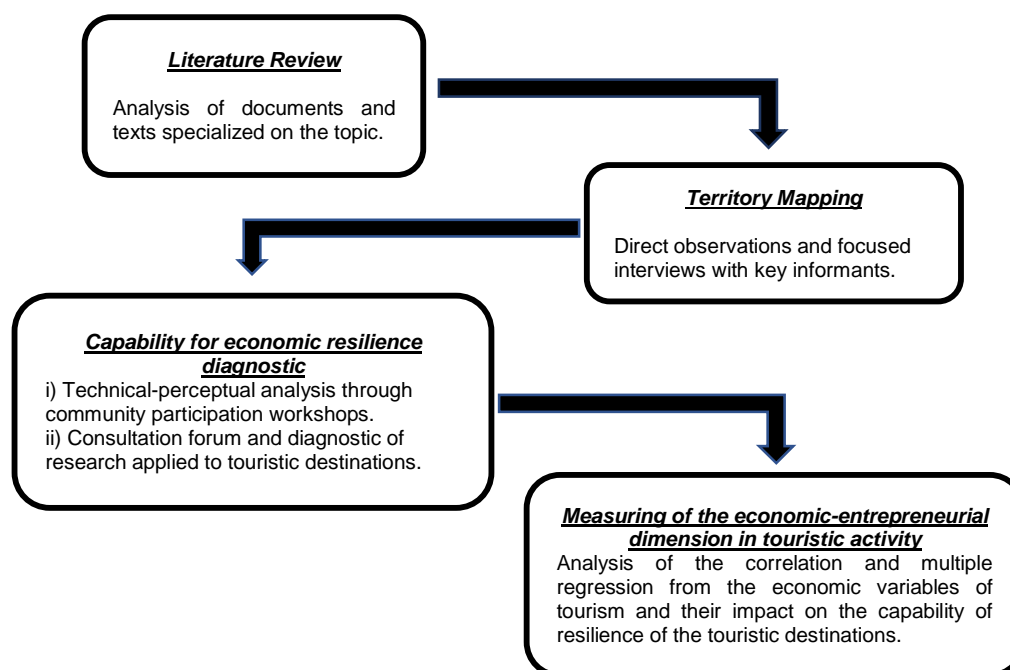 Literature Review
Analysis of documents and
texts specialized on the topic.
Territory Mapping
Direct observations and focused
interviews with key informants.
Capability for economic resilience
diagnostic
i) Technical-perceptual analysis through
community participation workshops.
ii) Consultation forum and diagnostic of
research applied to touristic destinations.
Measuring of the economic-entrepreneurial
dimension in touristic activity
Analysis of the correlation and multiple
regression from the economic variables of
tourism and their impact on the capability of
resilience of the touristic destinations.